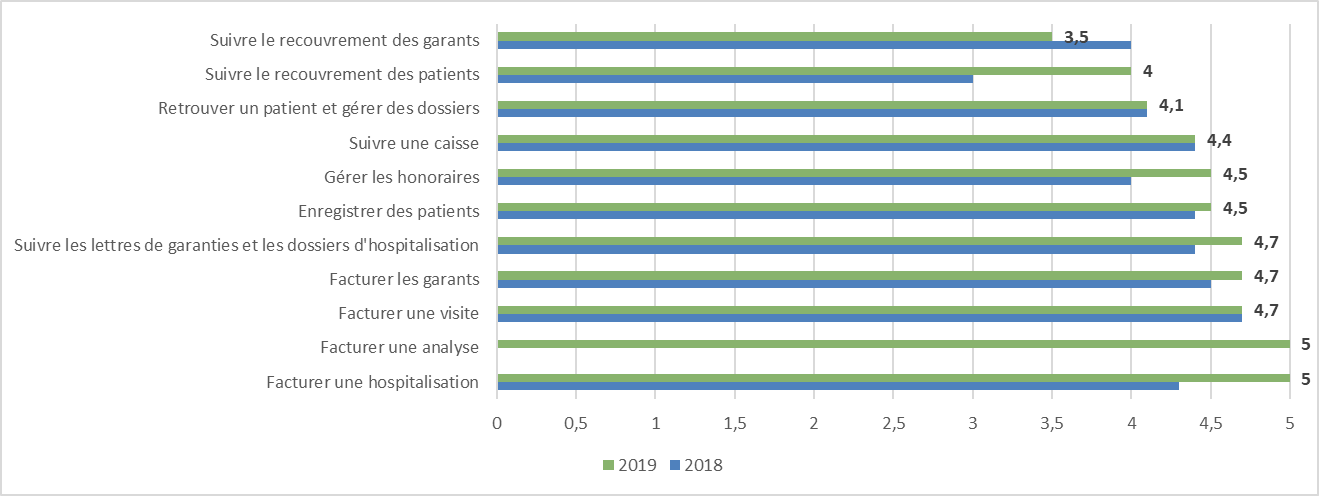 Suivre le recouvrement des garants 3,5
Suivre le recouvrement des patients 4
Retrouver un patient et gérer des dossiers 4,1
Suivre une caisse 4,4
Gérer les honoraires 4,5
Enregistrer des patients 4,5
Suivre les lettres de garanties et les dossiers d'hospitalisation 4,7
Facturer les garants 4,7
Facturer une visite 4,7
Facturer une analyse 5
Facturer une hospitalisation 5
0 0,5 1 1,5 2 2,5 3 3,5 4 4,5 5
2019 2018